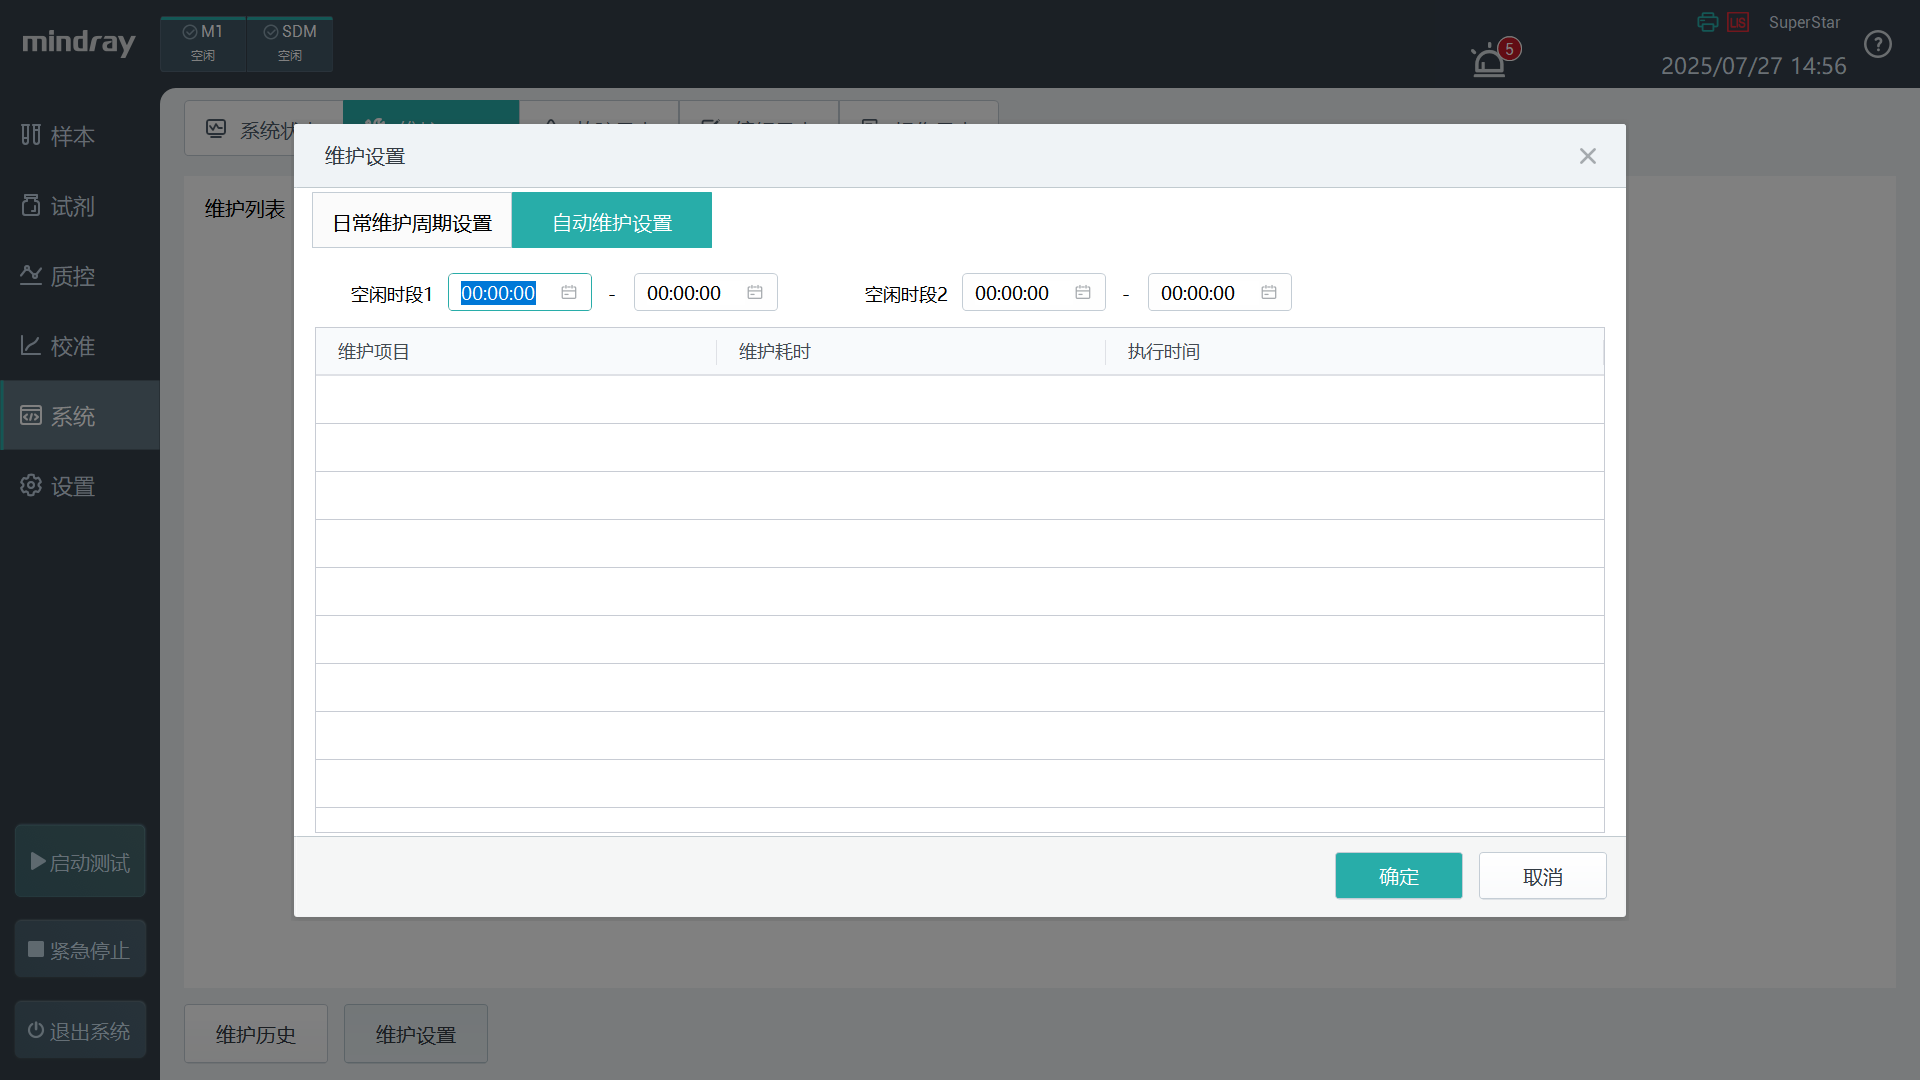 mindray
M1
空闲
SDM
空闲
5
LIS
SuperStar
2025/07/27 14:56
样本
试剂
质控
校准
系统
设置
启动测试
紧急停止
退出系统
维护列表
维护设置
日常维护周期设置
自动维护设置
空闲时段1
00:00:00
-
00:00:00
空闲时段2
00:00:00
-
00:00:00
维护项目
维护耗时
执行时间
确定
取消
维护历史
维护设置